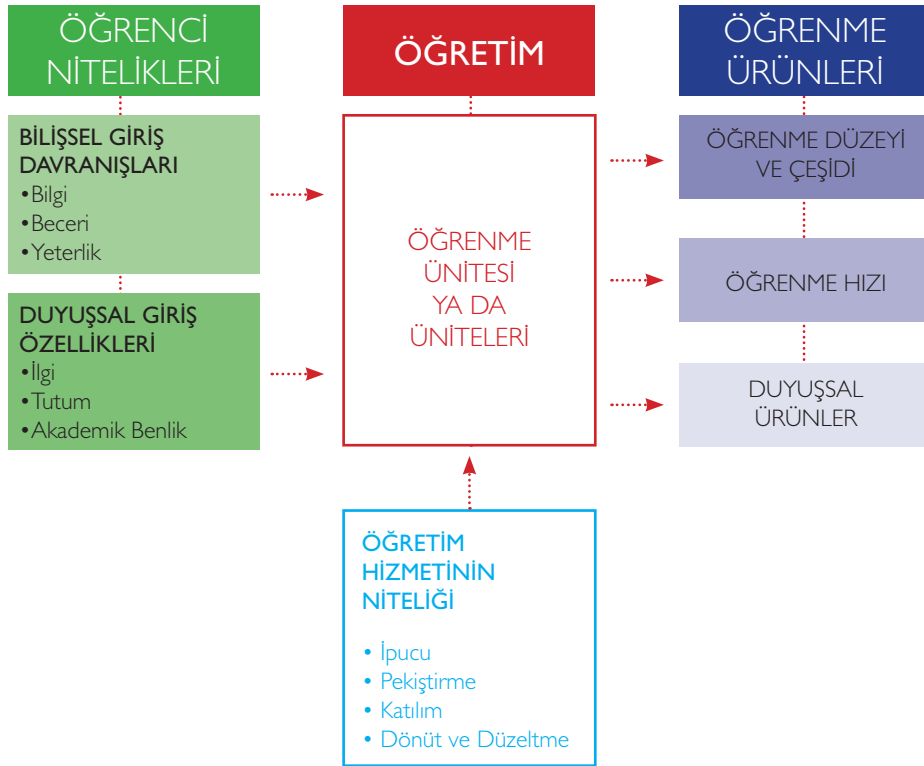 ÖĞRENCİ
NİTELİKLERİ
BİLİŞSEL GİRİŞ
DAVRANIŞLARI
•Bilgi
•Beceri
•Yeterlik
DUYUŞSAL GİRİŞ
ÖZELLİKLERİ
•İlgi
•Tutum
•Akademik Benlik
ÖĞRETİM
ÖĞRENME
ÜNİTESİ
YA DA
ÜNİTELERİ
ÖĞRETİM
HİZMETİNİN
NİTELİĞİ
• İpucu
• Pekiştirme
• Katılım
• Dönüt ve Düzeltme
ÖĞRENME
ÜRÜNLERİ
ÖĞRENME DÜZEYİ
VE ÇEŞİDİ
ÖĞRENME HIZI
DUYUŞSAL
ÜRÜNLER